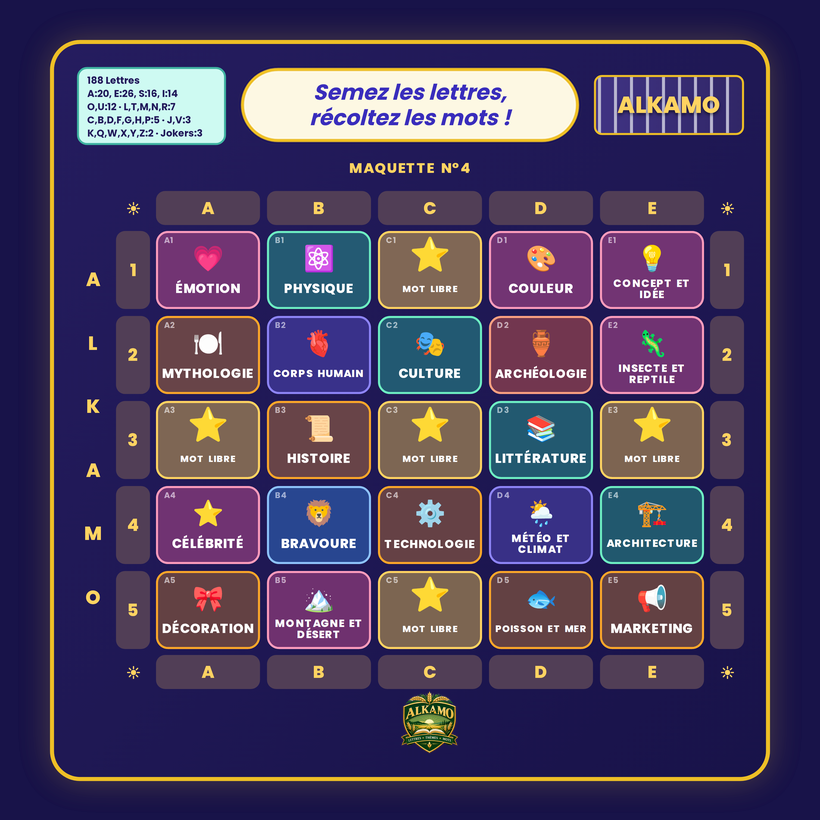 188 Lettres
A:20, E:26, S:16, I:14
O,U:12 · L,T,M,N,R:7
C,B,D,F,G,H,P:5 · J,V:3
K,Q,W,X,Y,Z:2 · Jokers:3
Semez les lettres,
récoltez les mots !
ALKAMO
MAQUETTE N°4
A B C D E
A
L
K
A
M
O
1
A1
ÉMOTION
B1
PHYSIQUE
C1
MOT LIBRE
D1
COULEUR
E1
CONCEPT ET
IDÉE
1
2
A2
MYTHOLOGIE
B2
CORPS HUMAIN
C2
CULTURE
D2
ARCHÉOLOGIE
E2
INSECTE ET
REPTILE
2
3
A3
MOT LIBRE
B3
HISTOIRE
C3
MOT LIBRE
D3
LITTÉRATURE
E3
MOT LIBRE
3
4
A4
CÉLÉBRITÉ
B4
BRAVOURE
C4
TECHNOLOGIE
D4
MÉTÉO ET
CLIMAT
E4
ARCHITECTURE
4
5
A5
DÉCORATION
B5
MONTAGNE ET
DÉSERT
C5
MOT LIBRE
D5
POISSON ET MER
E5
MARKETING
5
A B C D E
ALKAMO